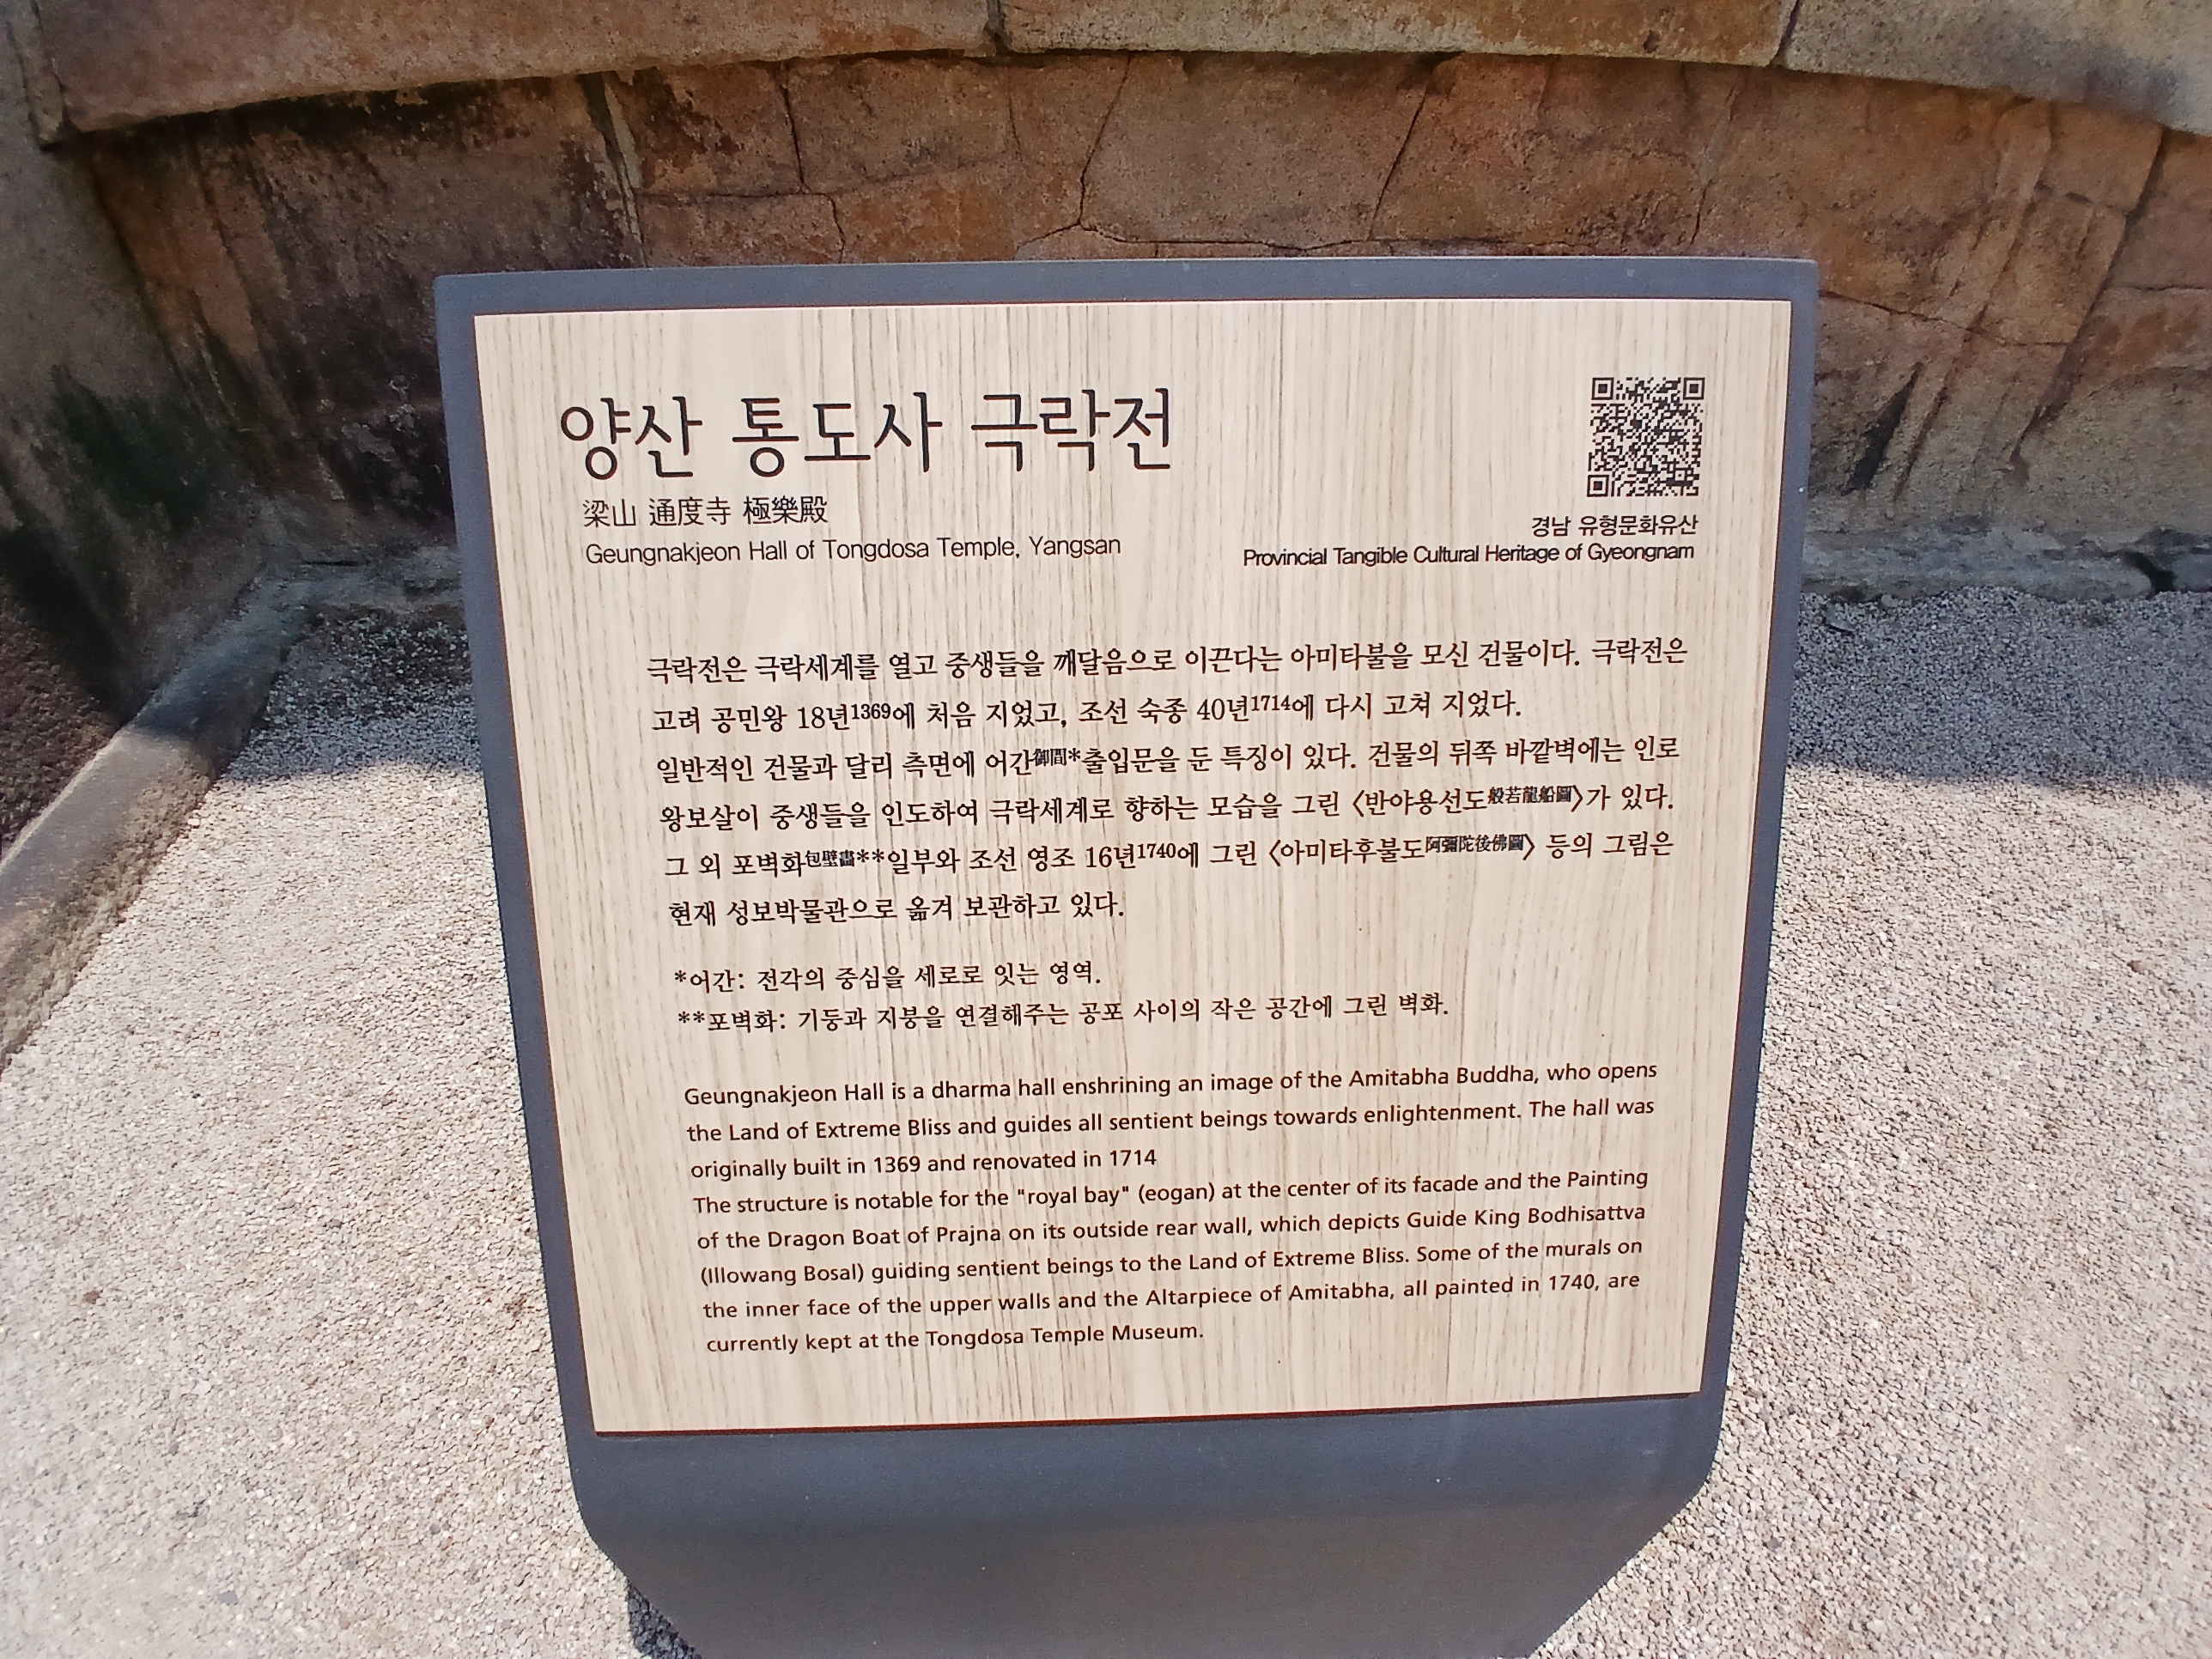 양산 통도사 극락전
梁山 通度寺 極樂殿
Geungnakjeon Hall of Tongdosa Temple, Yangsan
경남 유형문화유산
Provincial Tangible Cultural Heritage of Gyeongnam
극락전은 극락세계를 열고 중생들을 깨달음으로 이끈다는 아미타불을 모신 건물이다. 극락전은
고려 공민왕 18년1369에 처음 지었고, 조선 숙종 40년1714에 다시 고쳐 지었다.
일반적인 건물과 달리 측면에 어간御間*출입문을 둔 특징이 있다. 건물의 뒤쪽 바깥벽에는 인로
왕보살이 중생들을 인도하여 극락세계로 향하는 모습을 그린 〈반야용선도般若龍船圖〉가 있다.
그 외 포벽화包壁畵**일부와 조선 영조 16년1740에 그린 〈아미타후불도阿彌陀後佛圖〉 등의 그림은
현재 성보박물관으로 옮겨 보관하고 있다.
*어간: 전각의 중심을 세로로 잇는 영역.
**포벽화: 기둥과 지붕을 연결해주는 공포 사이의 작은 공간에 그린 벽화.
Geungnakjeon Hall is a dharma hall enshrining an image of the Amitabha Buddha, who opens
the Land of Extreme Bliss and guides all sentient beings towards enlightenment. The hall was
originally built in 1369 and renovated in 1714
The structure is notable for the "royal bay" (eogan) at the center of its facade and the Painting
of the Dragon Boat of Prajna on its outside rear wall, which depicts Guide King Bodhisattva
(Illowang Bosal) guiding sentient beings to the Land of Extreme Bliss. Some of the murals on
the inner face of the upper walls and the Altarpiece of Amitabha, all painted in 1740, are
currently kept at the Tongdosa Temple Museum.